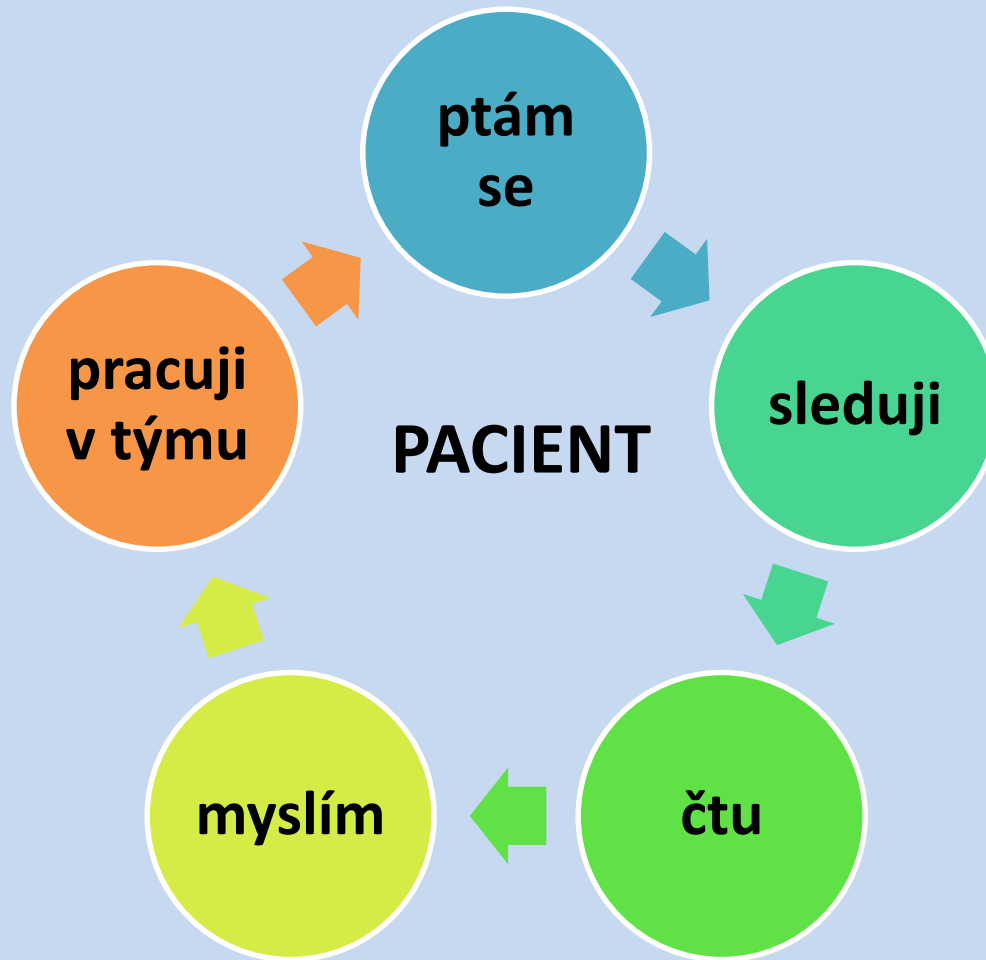 ptám
se
sleduji
čtu
myslím
pracuji
v týmu
PACIENT